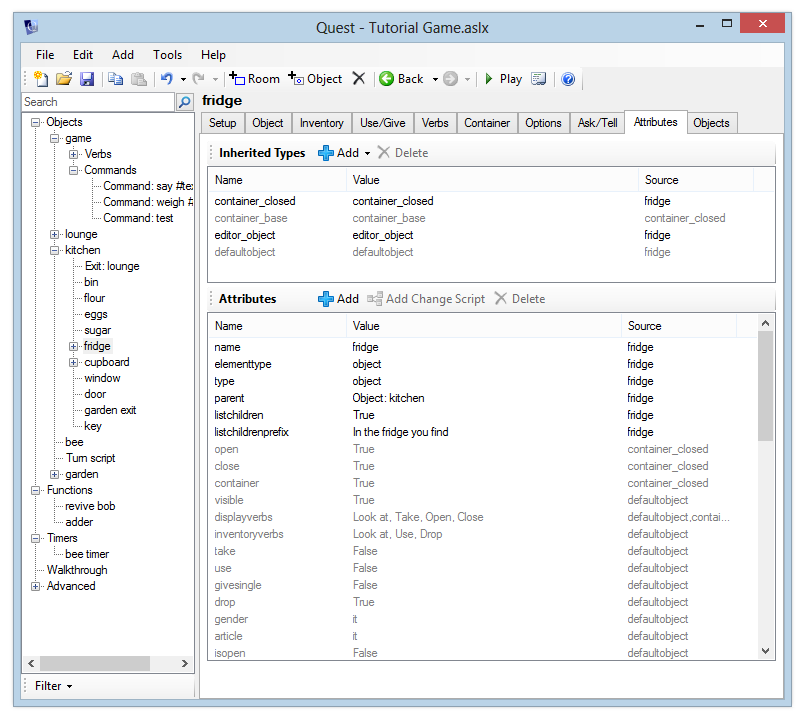 Quest - Tutorial Game.aslx
File Edit Add Tools Help
Room Object Back Play
Search
Objects
game
Verbs
Commands
Command: say #te
Command: weigh #
Command: test
lounge
kitchen
Exit: lounge
bin
flour
eggs
sugar
fridge
cupboard
window
door
garden exit
key
bee
Turn script
garden
Functions
revive bob
adder
Timers
bee timer
Walkthrough
Advanced
Filter
fridge
Setup Object Inventory Use/Give Verbs Container Options Ask/Tell Attributes Objects
Inherited Types Add Delete
Name Value Source
container_closed container_closed fridge
container_base container_base container_closed
editor_object editor_object fridge
defaultobject defaultobject fridge
Attributes Add Add Change Script Delete
Name Value Source
name fridge fridge
elementtype object fridge
type object fridge
parent Object: kitchen fridge
listchildren True fridge
listchildrenprefix In the fridge you find fridge
open True container_closed
close True container_closed
container True container_closed
visible True defaultobject
displayverbs Look at, Take, Open, Close defaultobject,contai...
inventoryverbs Look at, Use, Drop defaultobject
take False defaultobject
use False defaultobject
givesingle False defaultobject
drop True defaultobject
gender it defaultobject
article it defaultobject
isopen False defaultobject